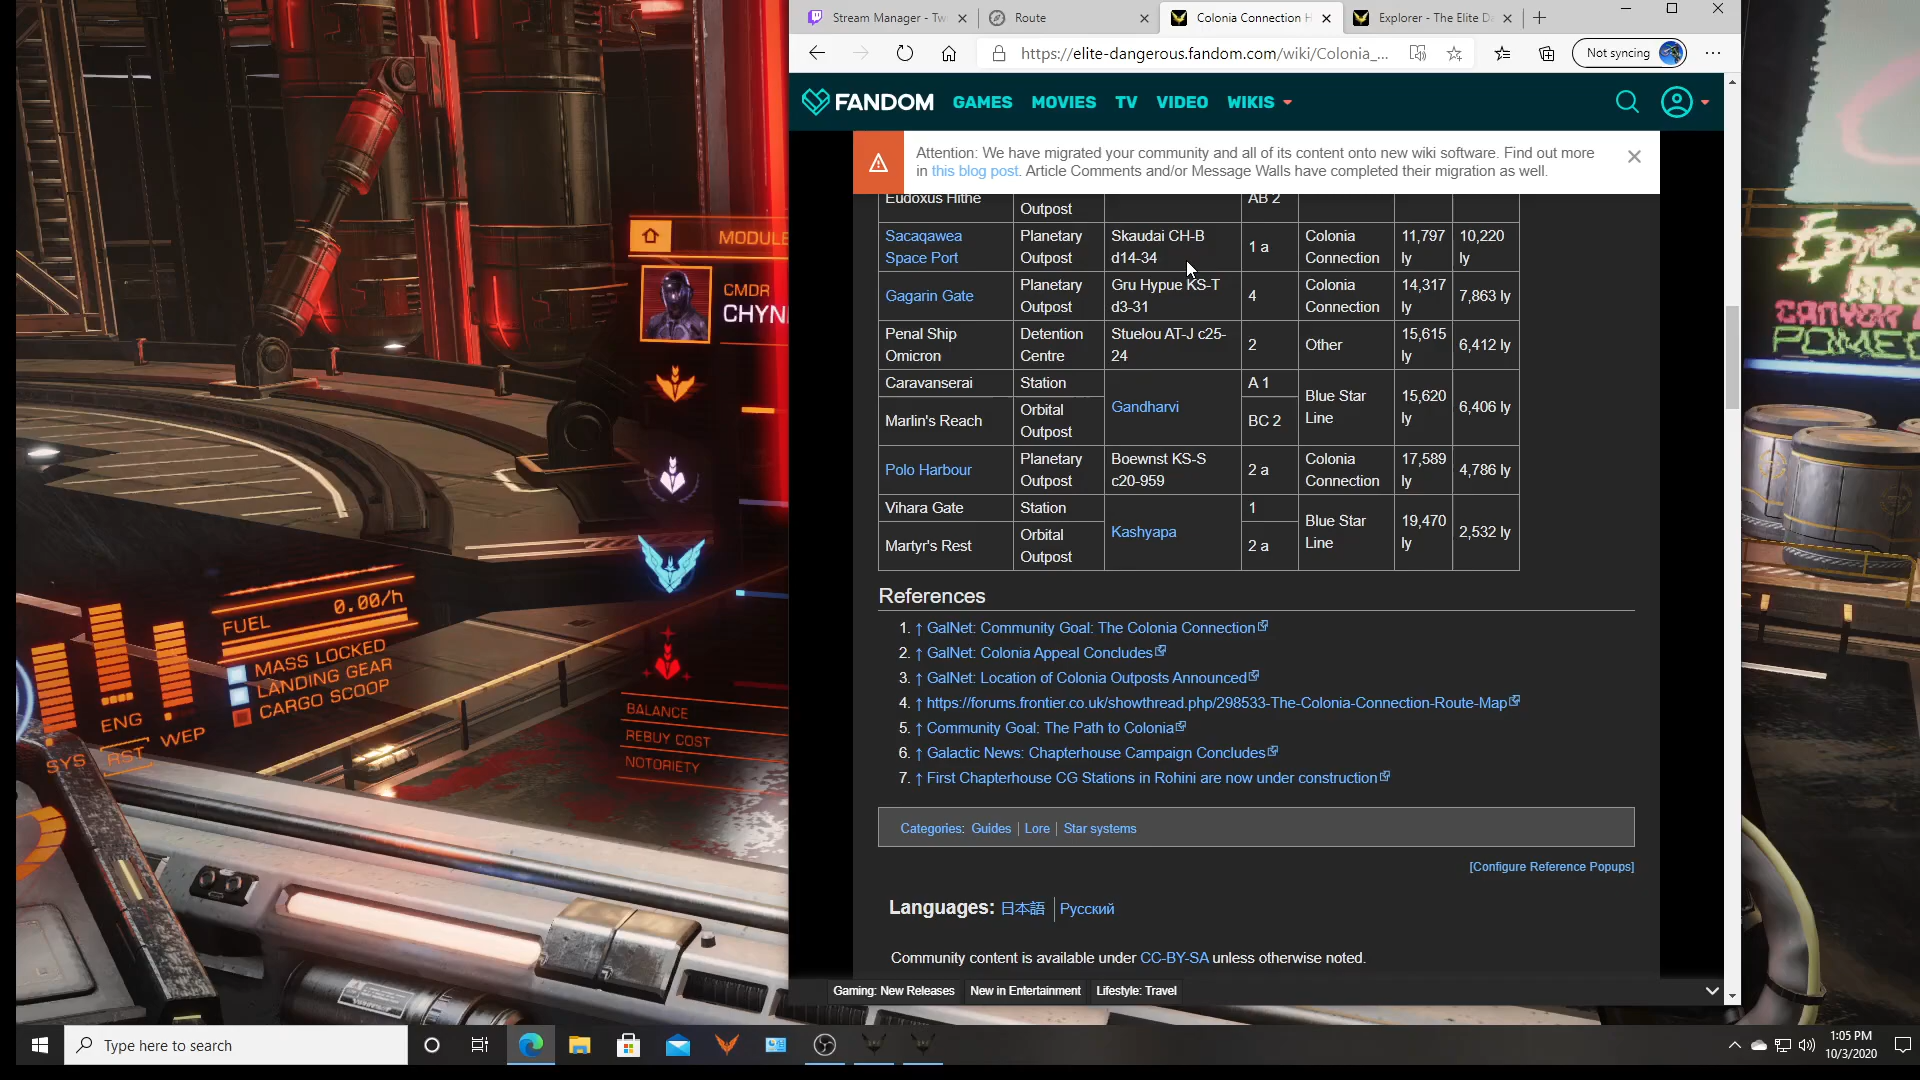 Stream Manager - Tw
Route
Colonia Connection H
Explorer - The Elite D
https://elite-dangerous.fandom.com/wiki/Colonia_...
Not syncing
FANDOM
GAMES
MOVIES
TV
VIDEO
WIKIS
Attention: We have migrated your community and all of its content onto new wiki software. Find out more
in this blog post. Article Comments and/or Message Walls have completed their migration as well.
Eudoxus Hithe
Outpost
AB 2
Sacaqawea
Space Port
Planetary
Outpost
Skaudai CH-B
d14-34
1 a
Colonia
Connection
11,797
ly
10,220
ly
Gagarin Gate
Planetary
Outpost
Gru Hypue KS-T
d3-31
4
Colonia
Connection
14,317
ly
7,863 ly
Penal Ship
Omicron
Detention
Centre
Stuelou AT-J c25-
24
2
Other
15,615
ly
6,412 ly
Caravanserai
Station
Gandharvi
A 1
Blue Star
Line
15,620
ly
6,406 ly
Marlin's Reach
Orbital
Outpost
BC 2
Polo Harbour
Planetary
Outpost
Boewnst KS-S
c20-959
2 a
Colonia
Connection
17,589
ly
4,786 ly
Vihara Gate
Station
Kashyapa
1
Blue Star
Line
19,470
ly
2,532 ly
Martyr's Rest
Orbital
Outpost
2 a
References
1. ↑ GalNet: Community Goal: The Colonia Connection
2. ↑ GalNet: Colonia Appeal Concludes
3. ↑ GalNet: Location of Colonia Outposts Announced
4. ↑ https://forums.frontier.co.uk/showthread.php/298533-The-Colonia-Connection-Route-Map
5. ↑ Community Goal: The Path to Colonia
6. ↑ Galactic News: Chapterhouse Campaign Concludes
7. ↑ First Chapterhouse CG Stations in Rohini are now under construction
Categories: Guides | Lore | Star systems
[Configure Reference Popups]
Languages: 日本語 | Русский
Community content is available under CC-BY-SA unless otherwise noted.
Gaming: New Releases
New in Entertainment
Lifestyle: Travel
MODULE
CMDR
CHYN
BALANCE
REBUY COST
NOTORIETY
FUEL
0.00/h
MASS LOCKED
LANDING GEAR
CARGO SCOOP
SYS
ENG
RST
WEP
Type here to search
1:05 PM
10/3/2020